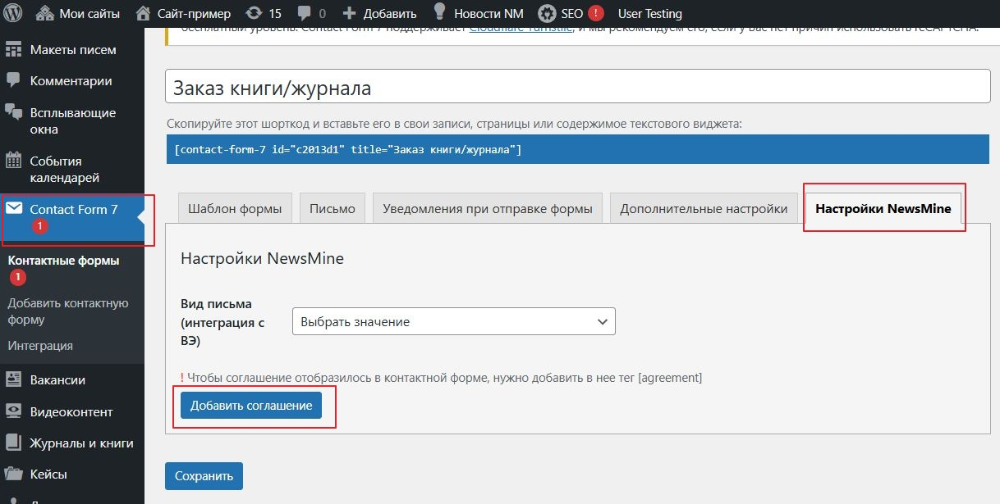 Мои сайты Сайт-пример 15 0 Добавить Новости NM SEO ! User Testing
бесплатный уровень. Contact Form 7 поддерживает Cloudflare Turnstile, и мы рекомендуем его, если у вас нет причин использовать reCAPTCHA.
Макеты писем
Комментарии
Всплывающие
окна
События
календарей
Contact Form 7
1
Контактные формы
1
Добавить контактную
форму
Интеграция
Вакансии
Видеоконтент
Журналы и книги
Кейсы
Заказ книги/журнала
Скопируйте этот шорткод и вставьте его в свои записи, страницы или содержимое текстового виджета:
[contact-form-7 id="c2013d1" title="Заказ книги/журнала"]
Шаблон формы Письмо Уведомления при отправке формы Дополнительные настройки Настройки NewsMine
Настройки NewsMine
Вид письма
(интеграция с
ВЭ)
Выбрать значение
! Чтобы соглашение отобразилось в контактной форме, нужно добавить в нее тег [agreement]
Добавить соглашение
Сохранить